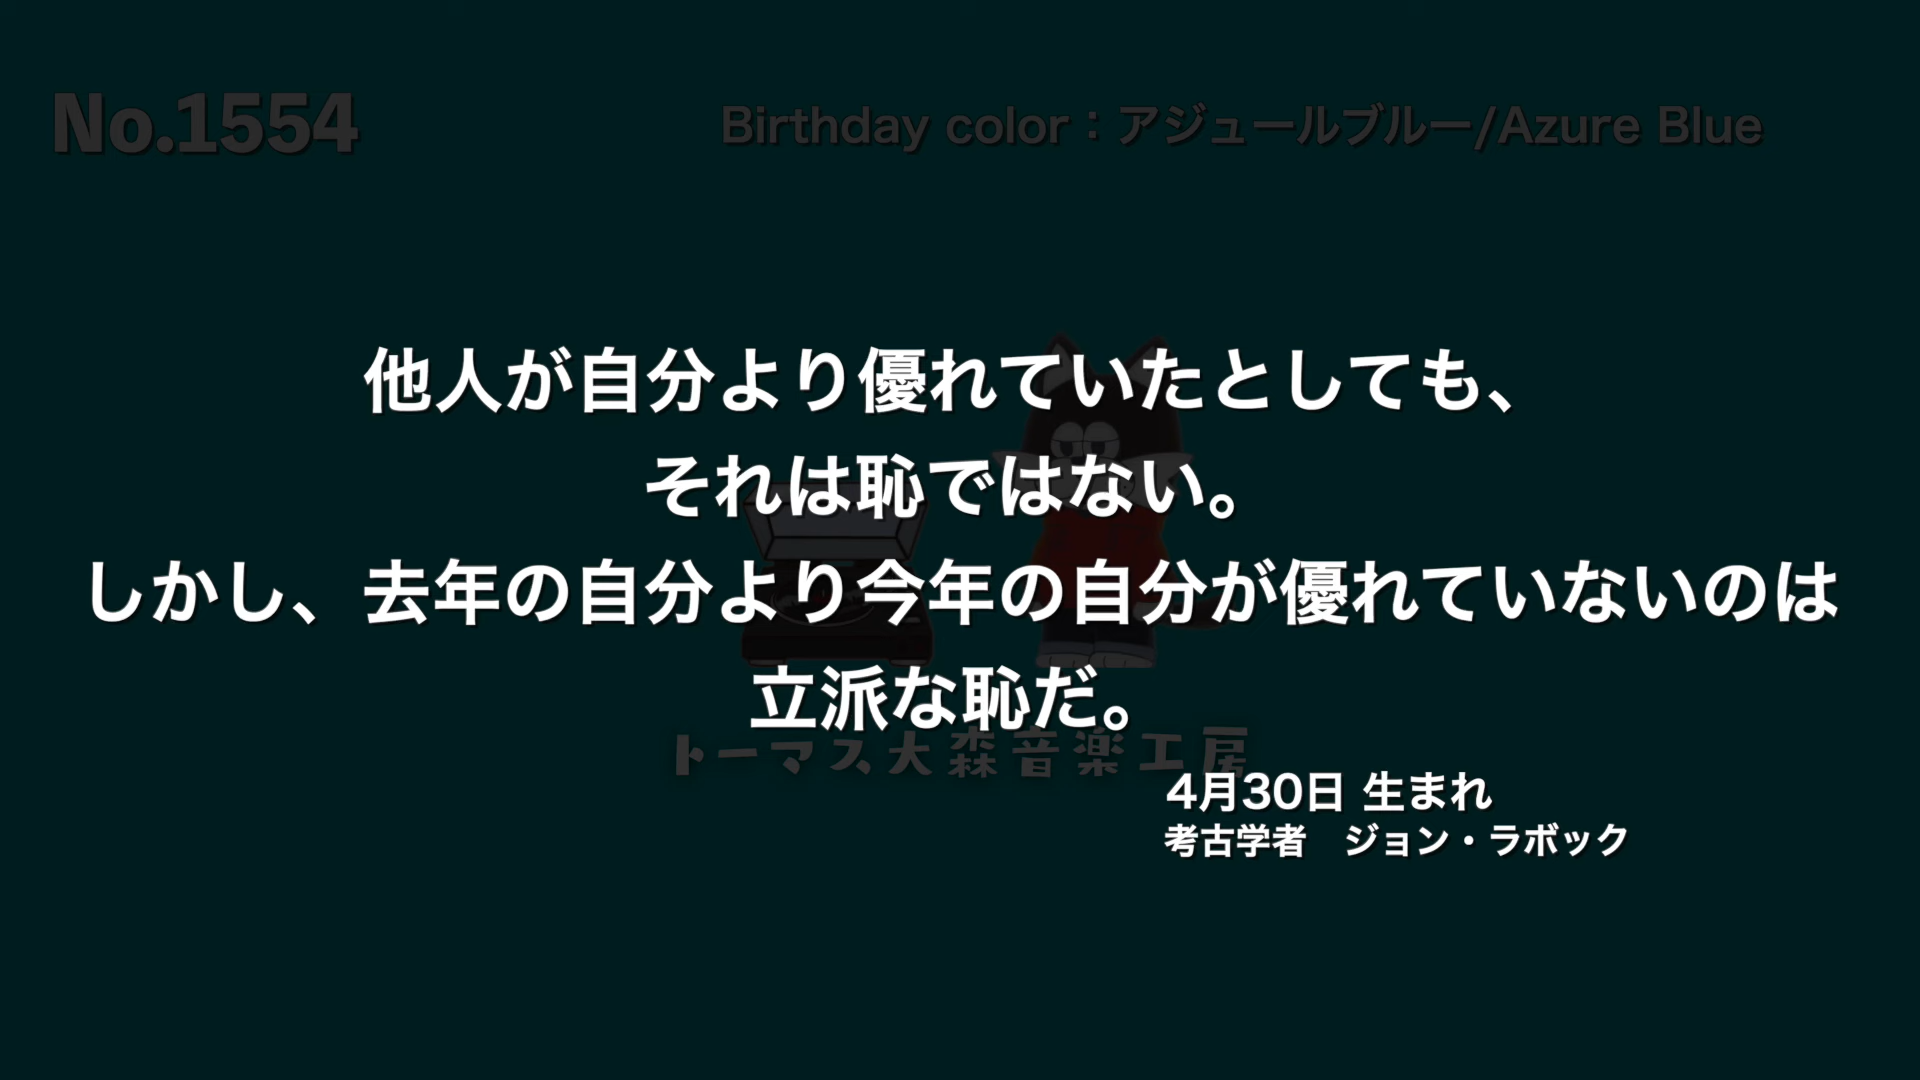 No.1554
Birthday color：アジュールブルー/Azure Blue
他人が自分より優れていたとしても、
それは恥ではない。
しかし、去年の自分より今年の自分が優れていないのは
立派な恥だ。
トーマス大森音楽工房
4月30日 生まれ
考古学者　ジョン・ラボック